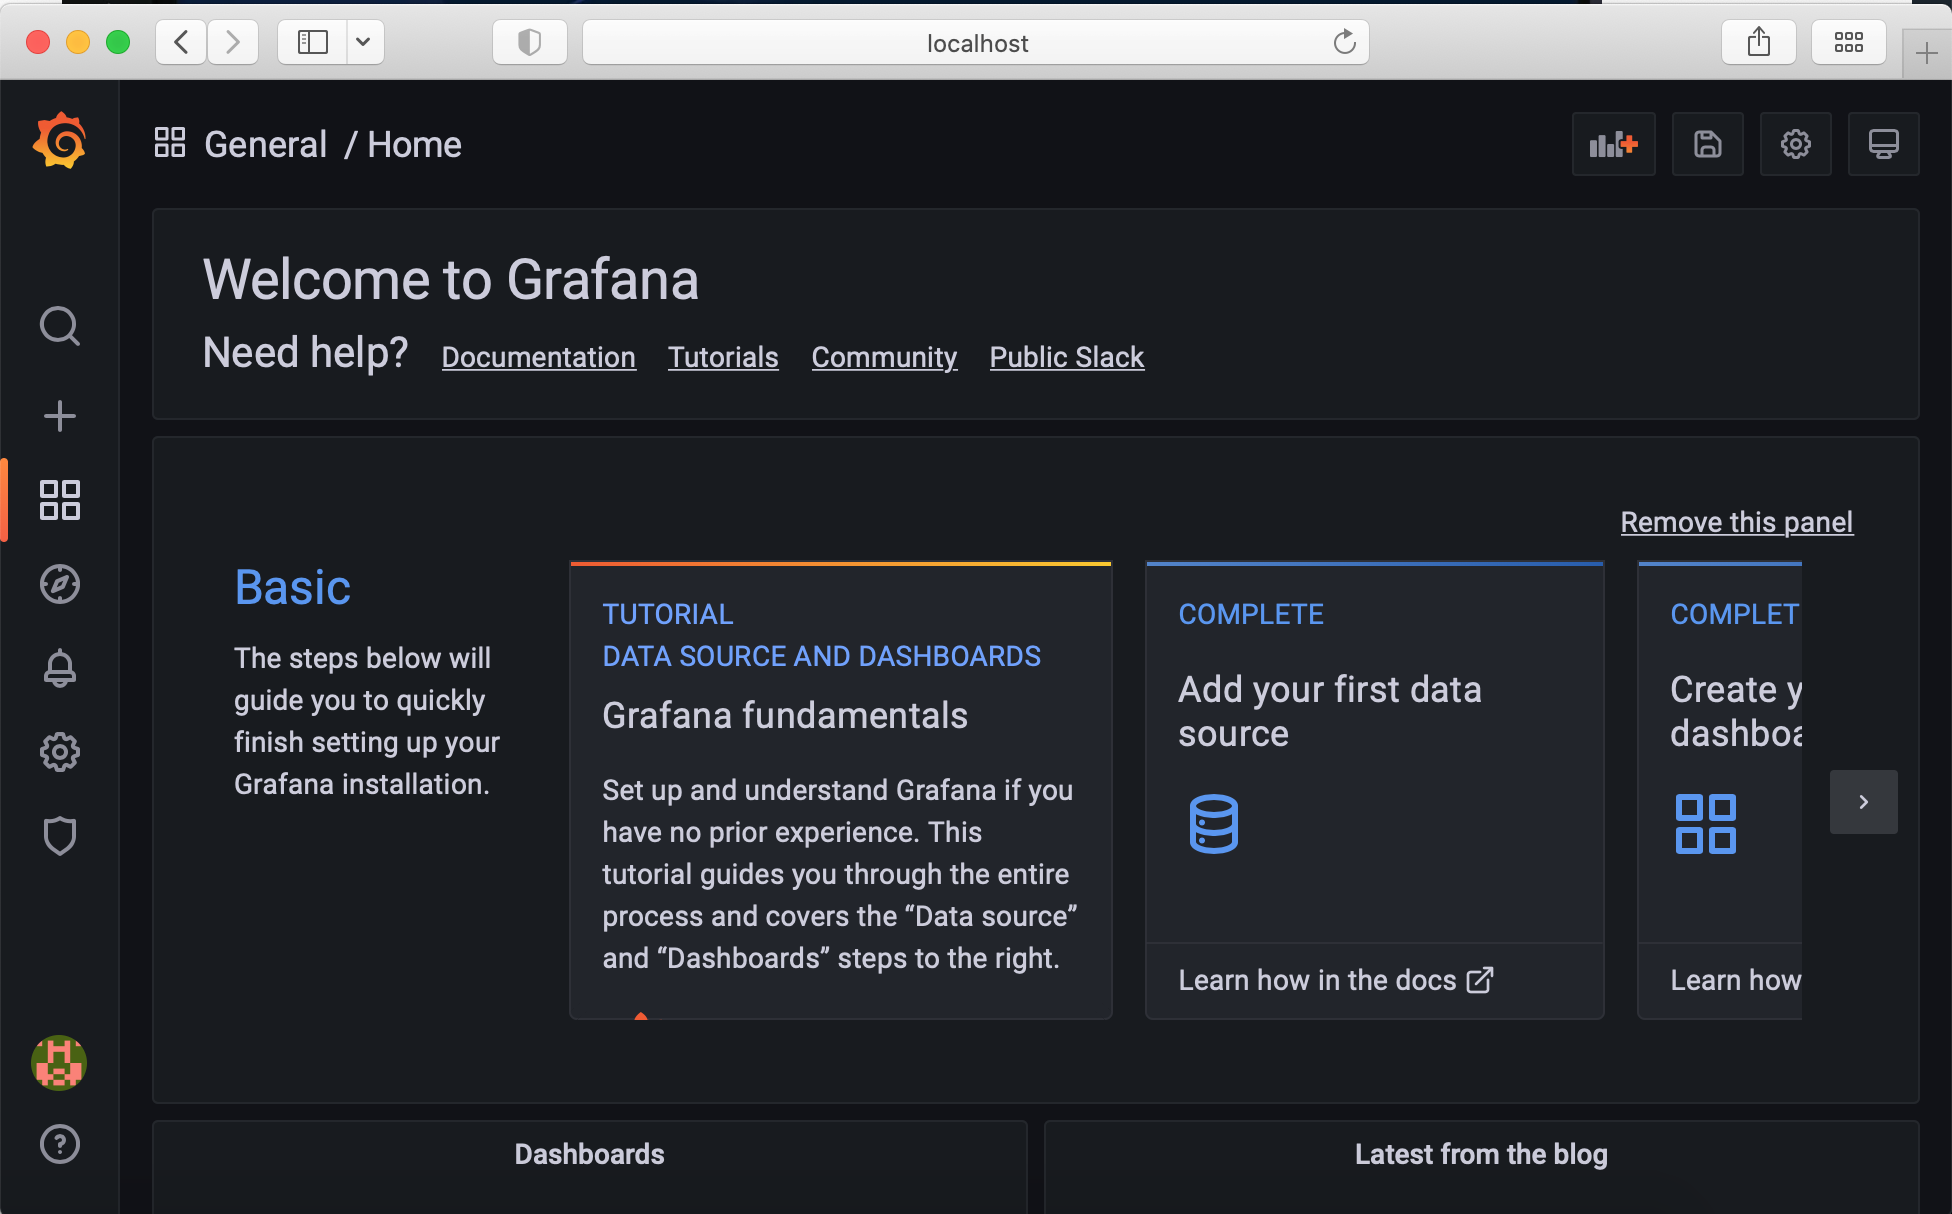 localhost
General / Home
Welcome to Grafana
Need help? Documentation Tutorials Community Public Slack
Remove this panel
Basic
The steps below will
guide you to quickly
finish setting up your
Grafana installation.
TUTORIAL
DATA SOURCE AND DASHBOARDS
Grafana fundamentals
Set up and understand Grafana if you
have no prior experience. This
tutorial guides you through the entire
process and covers the “Data source”
and “Dashboards” steps to the right.
COMPLETE
Add your first data
source
Learn how in the docs
COMPLET
Create y
dashboa
Learn how
Dashboards
Latest from the blog